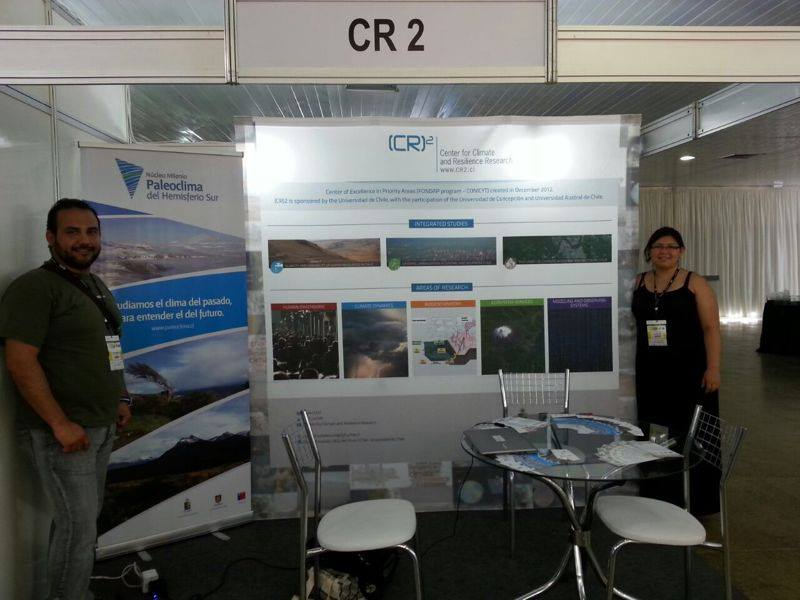 CR 2
(CR)²
Center for Climate
and Resilience Research
www.CR2.cl
Center of Excellence in Priority Areas (FONDAP program - CONICYT) created in December 2012.
(CR)2 is sponsored by the Universidad de Chile, with the participation of the Universidad de Concepción and Universidad Austral de Chile.
INTEGRATED STUDIES
AREAS OF RESEARCH
HUMAN DIMENSIONS
CLIMATE DYNAMICS
BIOGEOCHEMISTRY
ECOSYSTEM SERVICES
MODELING AND OBSERVING
SYSTEMS
Núcleo Milenio
Paleoclima
del Hemisferio Sur
udiamos el clima del pasado,
ara entender el del futuro.
www.paleoclima.cl